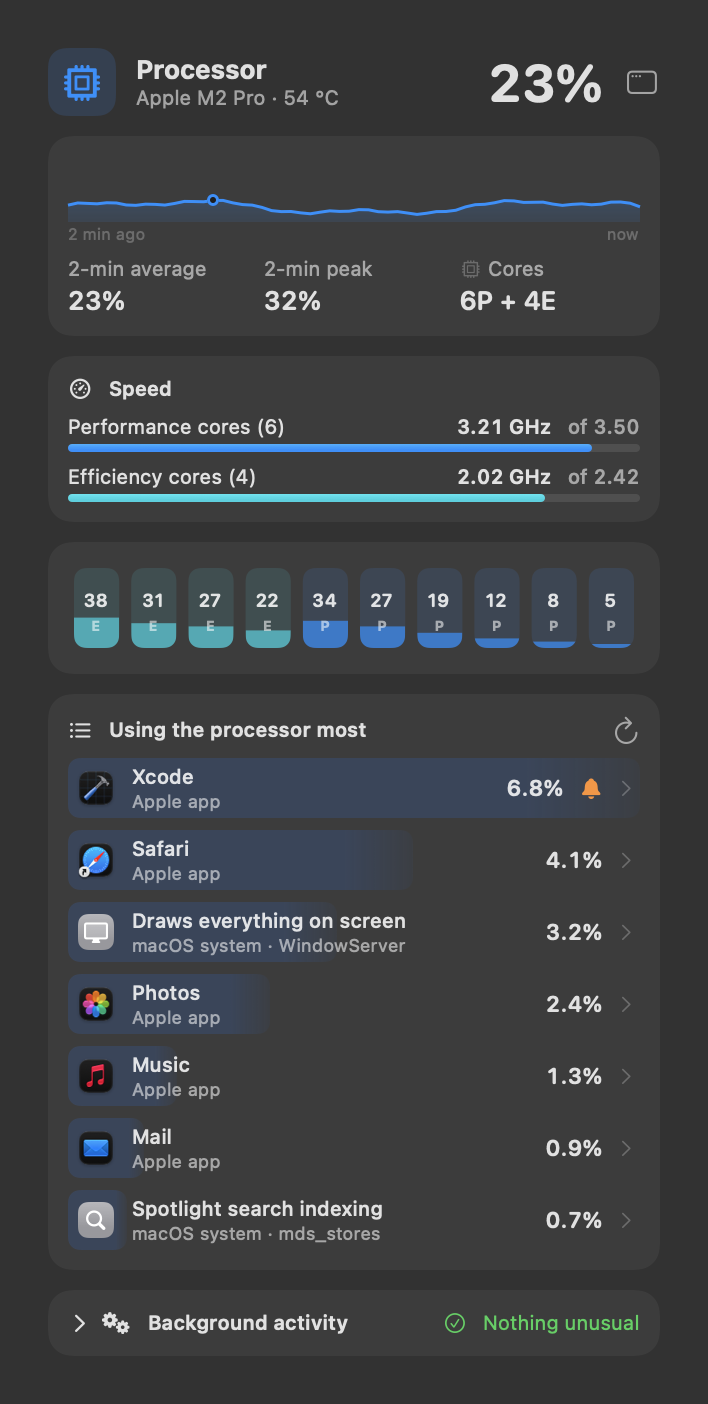 Processor
Apple M2 Pro · 54 °C
23%
2 min ago
now
2-min average
2-min peak
Cores
23%
32%
6P + 4E
Speed
Performance cores (6)
3.21 GHz of 3.50
Efficiency cores (4)
2.02 GHz of 2.42
38 31 27 22 34 27 19 12 8 5
E E E E P P P P P P
Using the processor most
Xcode
Apple app
6.8%
Safari
Apple app
4.1%
Draws everything on screen
macOS system · WindowServer
3.2%
Photos
Apple app
2.4%
Music
Apple app
1.3%
Mail
Apple app
0.9%
Spotlight search indexing
macOS system · mds_stores
0.7%
Background activity
Nothing unusual